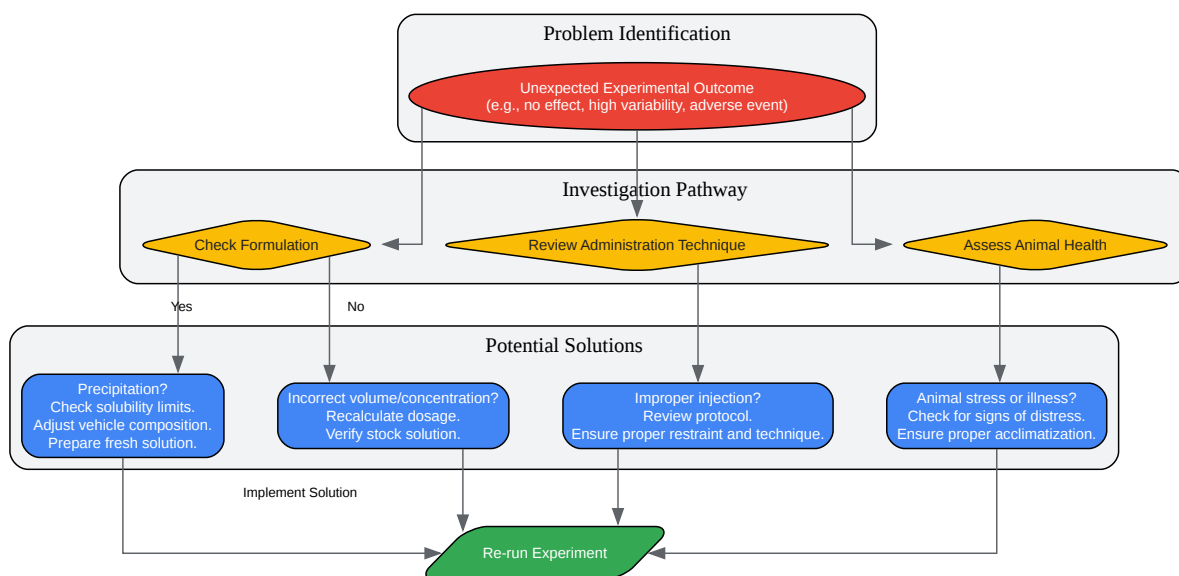 Problem Identification
Unexpected Experimental Outcome
(e.g., no effect, high variability, adverse event)
Investigation Pathway
Check Formulation
Review Administration Technique
Assess Animal Health
Yes
No
Potential Solutions
Precipitation?
Check solubility limits.
Adjust vehicle composition.
Prepare fresh solution.
Incorrect volume/concentration?
Recalculate dosage.
Verify stock solution.
Improper injection?
Review protocol.
Ensure proper restraint and technique.
Animal stress or illness?
Check for signs of distress.
Ensure proper acclimatization.
Implement Solution
Re-run Experiment